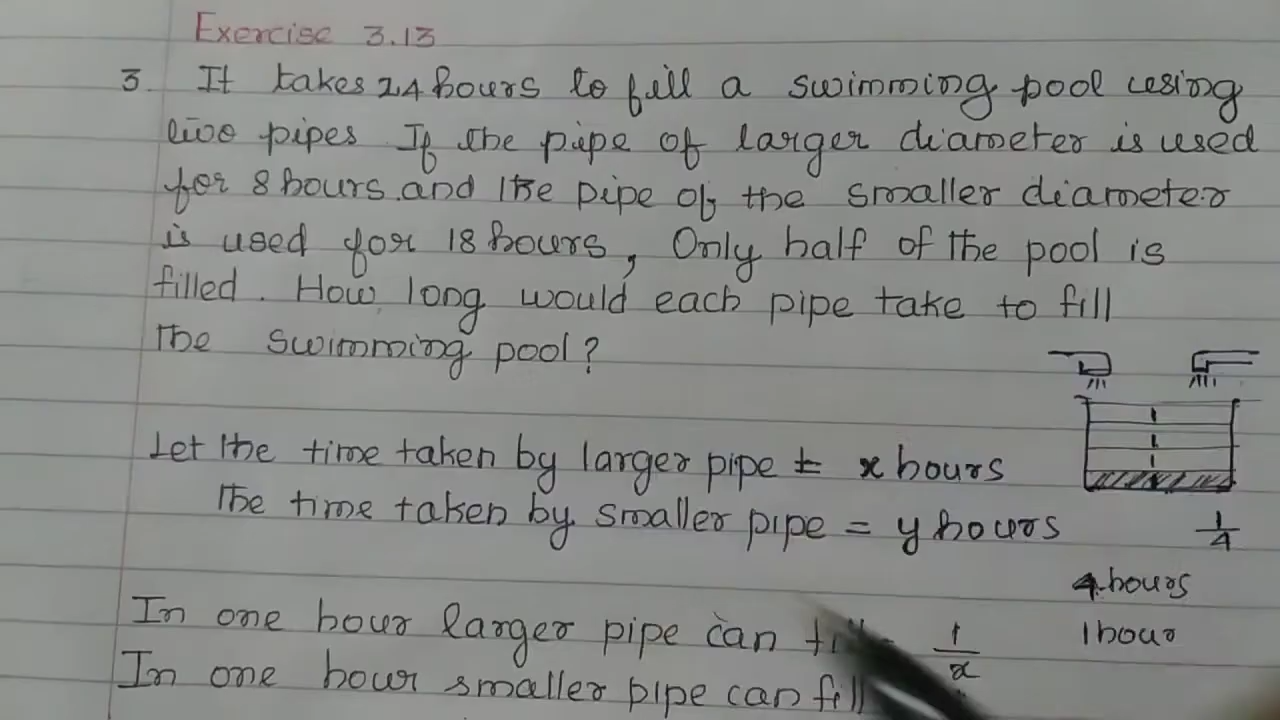 Exercise 3.13
3. It takes 24 hours to fill a swimming pool using
two pipes If the pipe of larger diameter is used
for 8 hours. and the pipe of the smaller diameter
is used for 18 hours, Only half of the pool is
filled. How long would each pipe take to fill
the swimming pool?
Let the time taken by larger pipe = x hours
The time taken by smaller pipe = y hours
1/4
4 hours
In one hour larger pipe can fill 1/x
1 hour
In one hour smaller pipe can fill